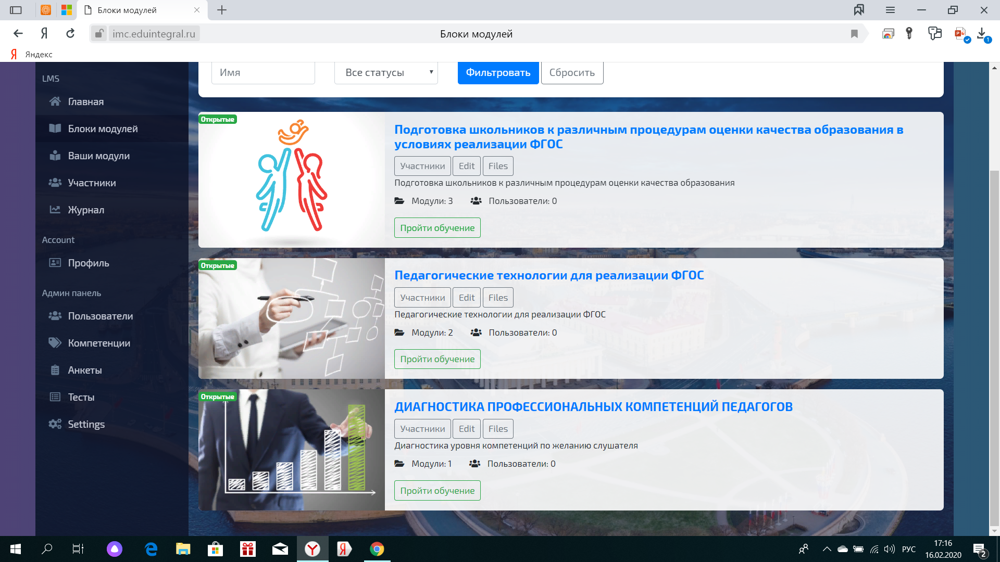 Блоки модулей
imc.eduintegral.ru
Блоки модулей
1
Я Яндекс
LMS
Главная
Блоки модулей
Ваши модули
Участники
Журнал
Account
Профиль
Админ панель
Пользователи
Компетенции
Анкеты
Тесты
Settings
Имя
Все статусы
Фильтровать
Сбросить
Открытые
Подготовка школьников к различным процедурам оценки качества образования в
условиях реализации ФГОС
Участники
Edit
Files
Подготовка школьников к различным процедурам оценки качества образования
Модули: 3
Пользователи: 0
Пройти обучение
Открытые
Педагогические технологии для реализации ФГОС
Участники
Edit
Files
Педагогические технологии для реализации ФГОС
Модули: 2
Пользователи: 0
Пройти обучение
Открытые
ДИАГНОСТИКА ПРОФЕССИОНАЛЬНЫХ КОМПЕТЕНЦИЙ ПЕДАГОГОВ
Участники
Edit
Files
Диагностика уровня компетенций по желанию слушателя
Модули: 1
Пользователи: 0
Пройти обучение
РУС
17:16
16.02.2020
2